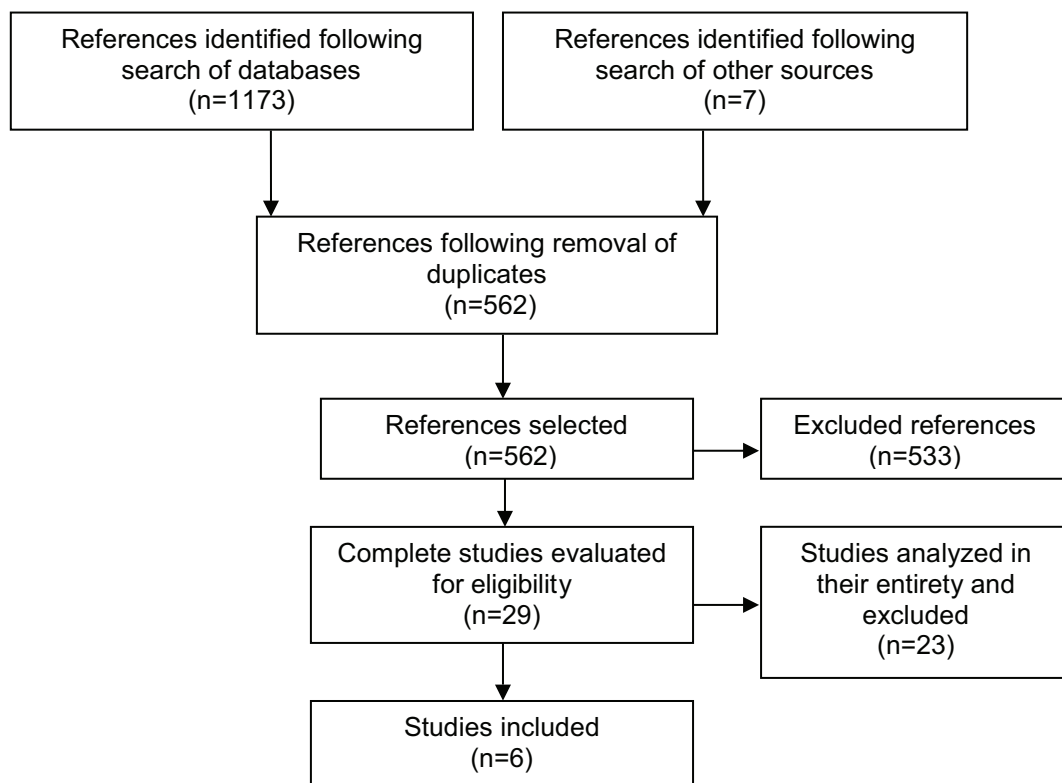 References identified following
search of databases
(n=1173)
References identified following
search of other sources
(n=7)
References following removal of
duplicates
(n=562)
References selected
(n=562)
Excluded references
(n=533)
Complete studies evaluated
for eligibility
(n=29)
Studies analyzed in
their entirety and
excluded
(n=23)
Studies included
(n=6)